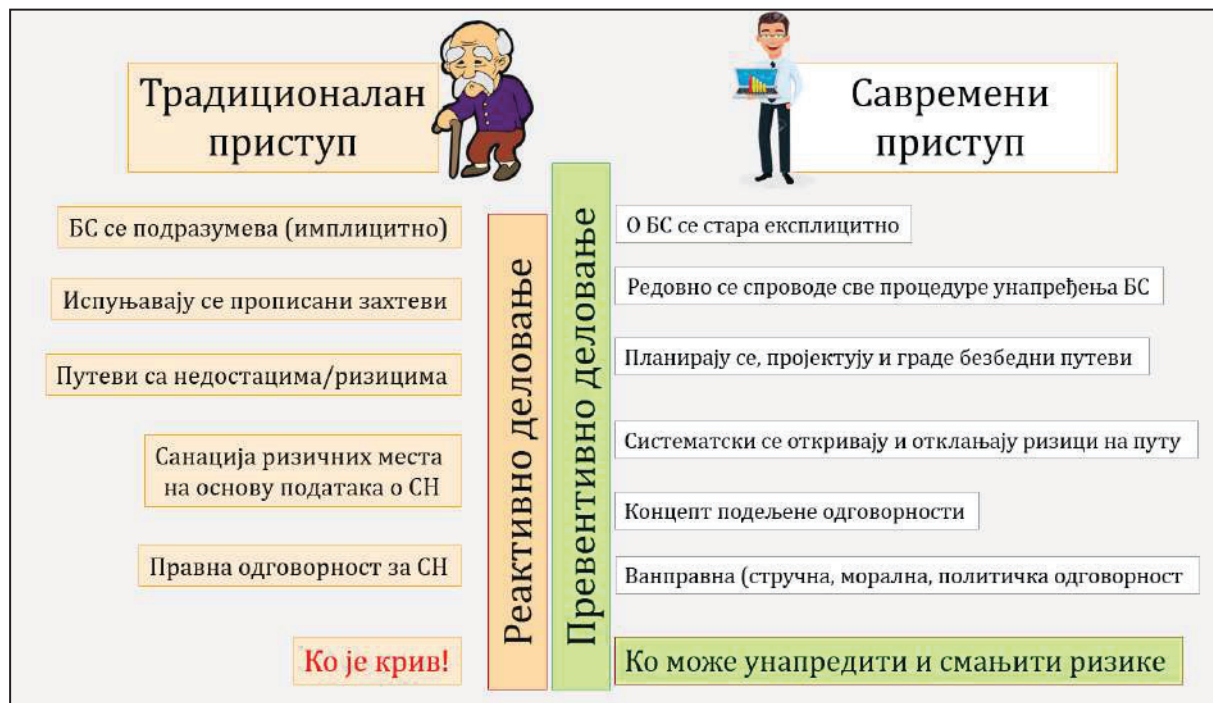 Традиционалан
приступ
БС се подразумева (имплицитно)
Испуњавају се прописани захтеви
Путеви са недостацима/ризицима
Санација ризичних места
на основу података о СН
Правна одговорност за СН
Ко је крив!
Реактивно деловање
Превентивно деловање
Савремени
приступ
О БС се стара експлицитно
Редовно се спроводе све процедуре унапређења БС
Планирају се, пројектују и граде безбедни путеви
Систематски се откривају и отклањају ризици на путу
Концепт подељене одговорности
Ванправна (стручна, морална, политичка одговорност
Ко може унапредити и смањити ризике